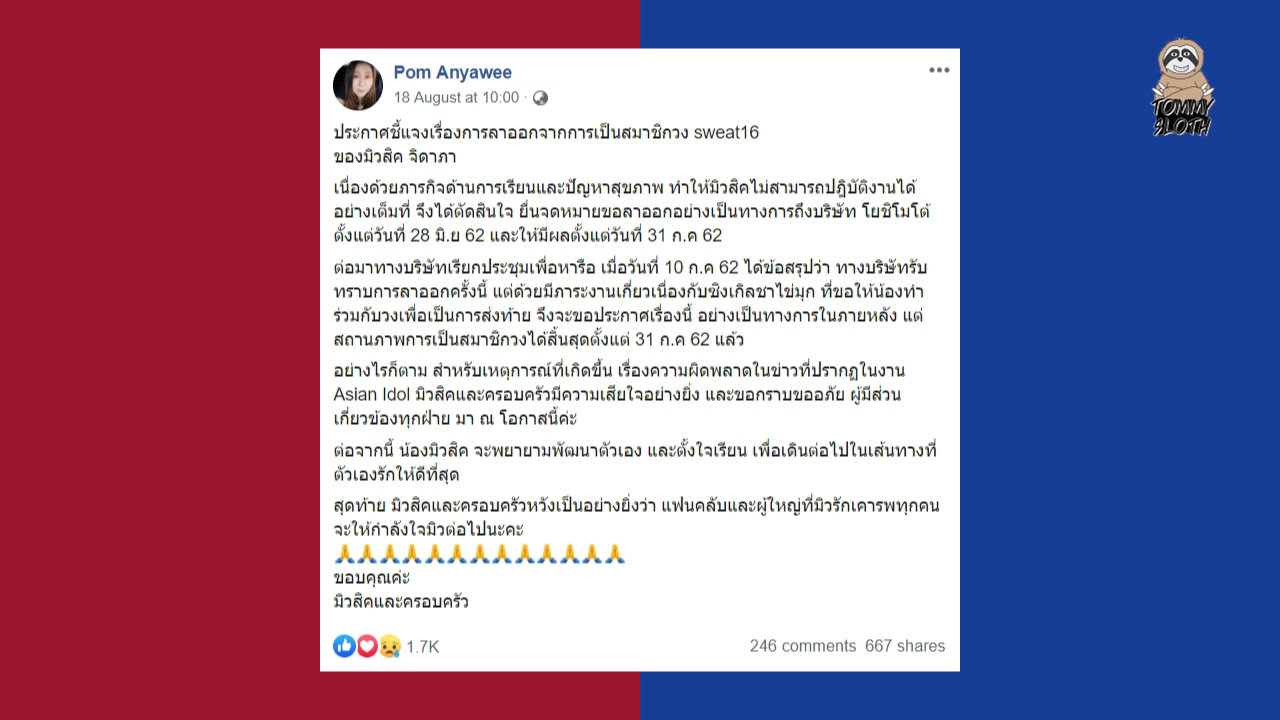 Pom Anyawee
18 August at 10:00 ·
ประกาศชี้แจงเรื่องการลาออกจากการเป็นสมาชิกวง sweat16
ของมิวสิค จิดาภา
เนื่องด้วยภารกิจด้านการเรียนและปัญหาสุขภาพ ทำให้มิวสิคไม่สามารถปฎิบัติงานได้
อย่างเต็มที่ จึงได้ตัดสินใจ ยื่นจดหมายขอลาออกอย่างเป็นทางการถึงบริษัท โยชิโมโต้
ตั้งแต่วันที่ 28 มิ.ย 62 และให้มีผลตั้งแต่วันที่ 31 ก.ค 62
ต่อมาทางบริษัทเรียกประชุมเพื่อหารือ เมื่อวันที่ 10 ก.ค 62 ได้ข้อสรุปว่า ทางบริษัทรับ
ทราบการลาออกครั้งนี้ แต่ด้วยมีภาระงานเกี่ยวเนื่องกับซิงเกิลชาไข่มุก ที่ขอให้น้องทำ
ร่วมกับวงเพื่อเป็นการส่งท้าย จึงจะขอประกาศเรื่องนี้ อย่างเป็นทางการในภายหลัง แต่
สถานภาพการเป็นสมาชิกวงได้สิ้นสุดตั้งแต่ 31 ก.ค 62 แล้ว
อย่างไรก็ตาม สำหรับเหตุการณ์ที่เกิดขึ้น เรื่องความผิดพลาดในข่าวที่ปรากฏในงาน
Asian Idol มิวสิคและครอบครัวมีความเสียใจอย่างยิ่ง และขอกราบขออภัย ผู้มีส่วน
เกี่ยวข้องทุกฝ่าย มา ณ โอกาสนี้ค่ะ
ต่อจากนี้ น้องมิวสิค จะพยายามพัฒนาตัวเอง และตั้งใจเรียน เพื่อเดินต่อไปในเส้นทางที่
ตัวเองรักให้ดีที่สุด
สุดท้าย มิวสิคและครอบครัวหวังเป็นอย่างยิ่งว่า แฟนคลับและผู้ใหญ่ที่มิวรักเคารพทุกคน
จะให้กำลังใจมิวต่อไปนะคะ
🙏🙏🙏🙏🙏🙏🙏🙏🙏🙏🙏🙏🙏
ขอบคุณค่ะ
มิวสิคและครอบครัว
1.7K
246 comments 667 shares
TOMMY
SLOTH